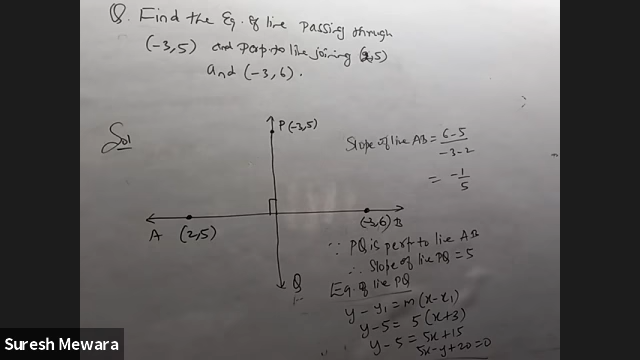 Q. Find the Eq. of line passing through
(-3,5) and perp. to line joining (2,5)
and (-3,6).
Sol
P(-3,5)
Slope of line AB = 6-5 / -3-2
= -1/5
A (2,5)
(-3,6) B
∵ PQ is perp to line AB
∴ Slope of line PQ = 5
Q
Eq. of line PQ
y - y₁ = m(x-x₁)
y-5 = 5(x+3)
y-5 = 5x+15
5x-y+20=0
Suresh Mewara